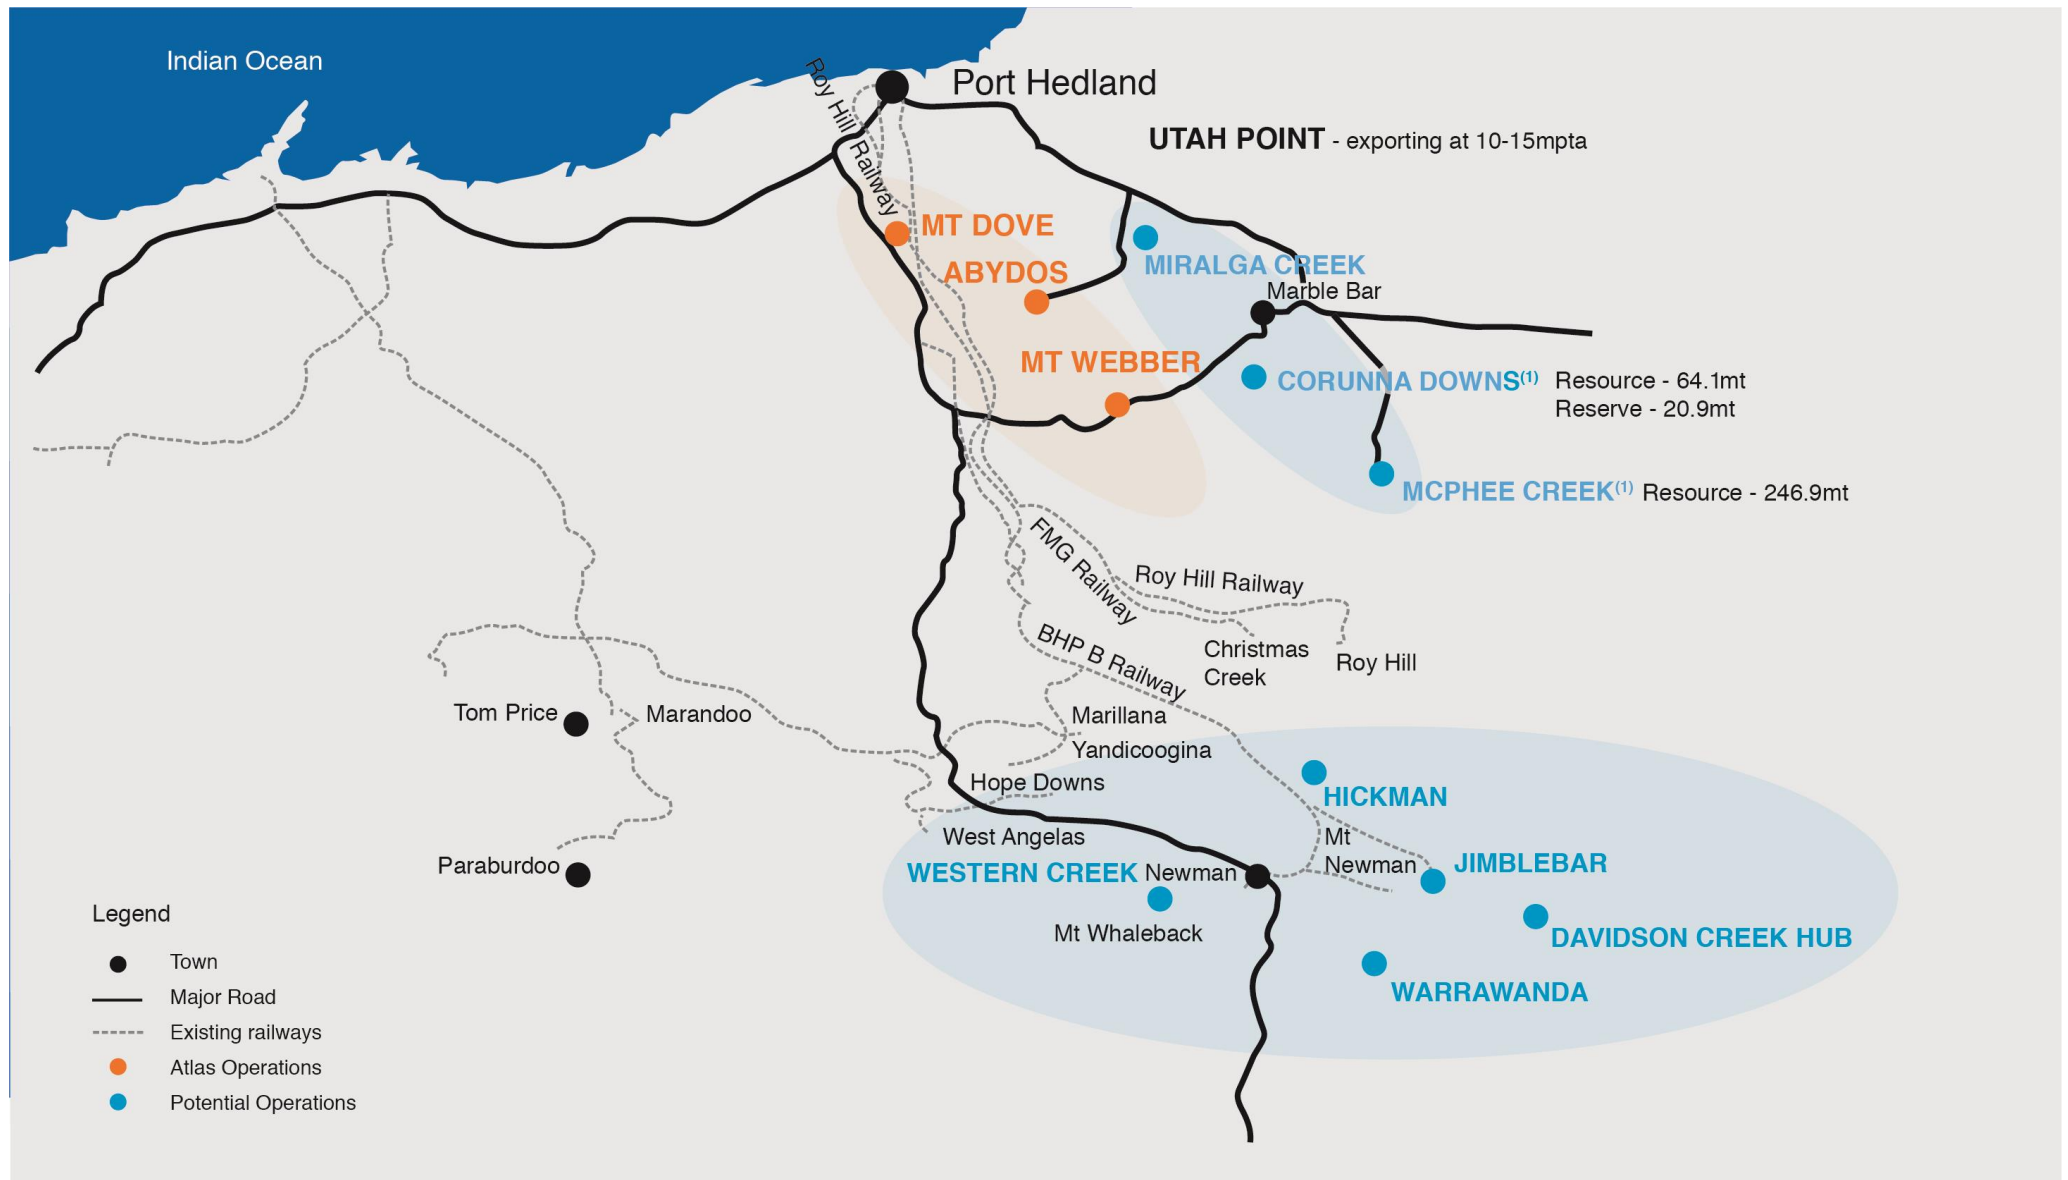 Indian Ocean
Roy Hill Railway
Port Hedland
UTAH POINT - exporting at 10-15mpta
MT DOVE
ABYDOS
MIRALGA CREEK
Marble Bar
MT WEBBER
CORUNNA DOWNS(1) Resource - 64.1mt
Reserve - 20.9mt
MCPHEE CREEK(1) Resource - 246.9mt
FMG Railway
Roy Hill Railway
BHP B Railway
Christmas
Creek
Roy Hill
Tom Price
Marandoo
Marillana
Yandicoogina
Hope Downs
HICKMAN
West Angelas
Mt
Newman
WESTERN CREEK
Newman
JIMBLEBAR
Paraburdoo
Mt Whaleback
DAVIDSON CREEK HUB
WARRAWANDA
Legend
Town
Major Road
Existing railways
Atlas Operations
Potential Operations